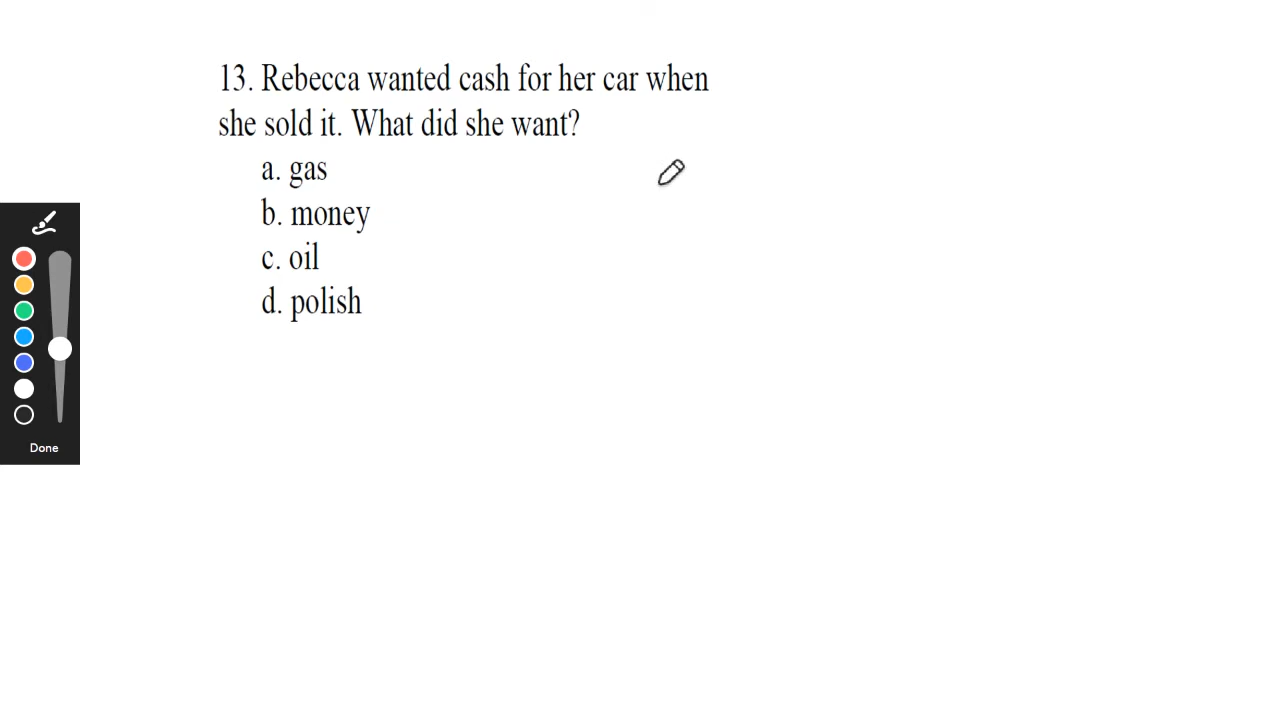 13. Rebecca wanted cash for her car when
she sold it. What did she want?
a. gas
b. money
c. oil
d. polish
Done